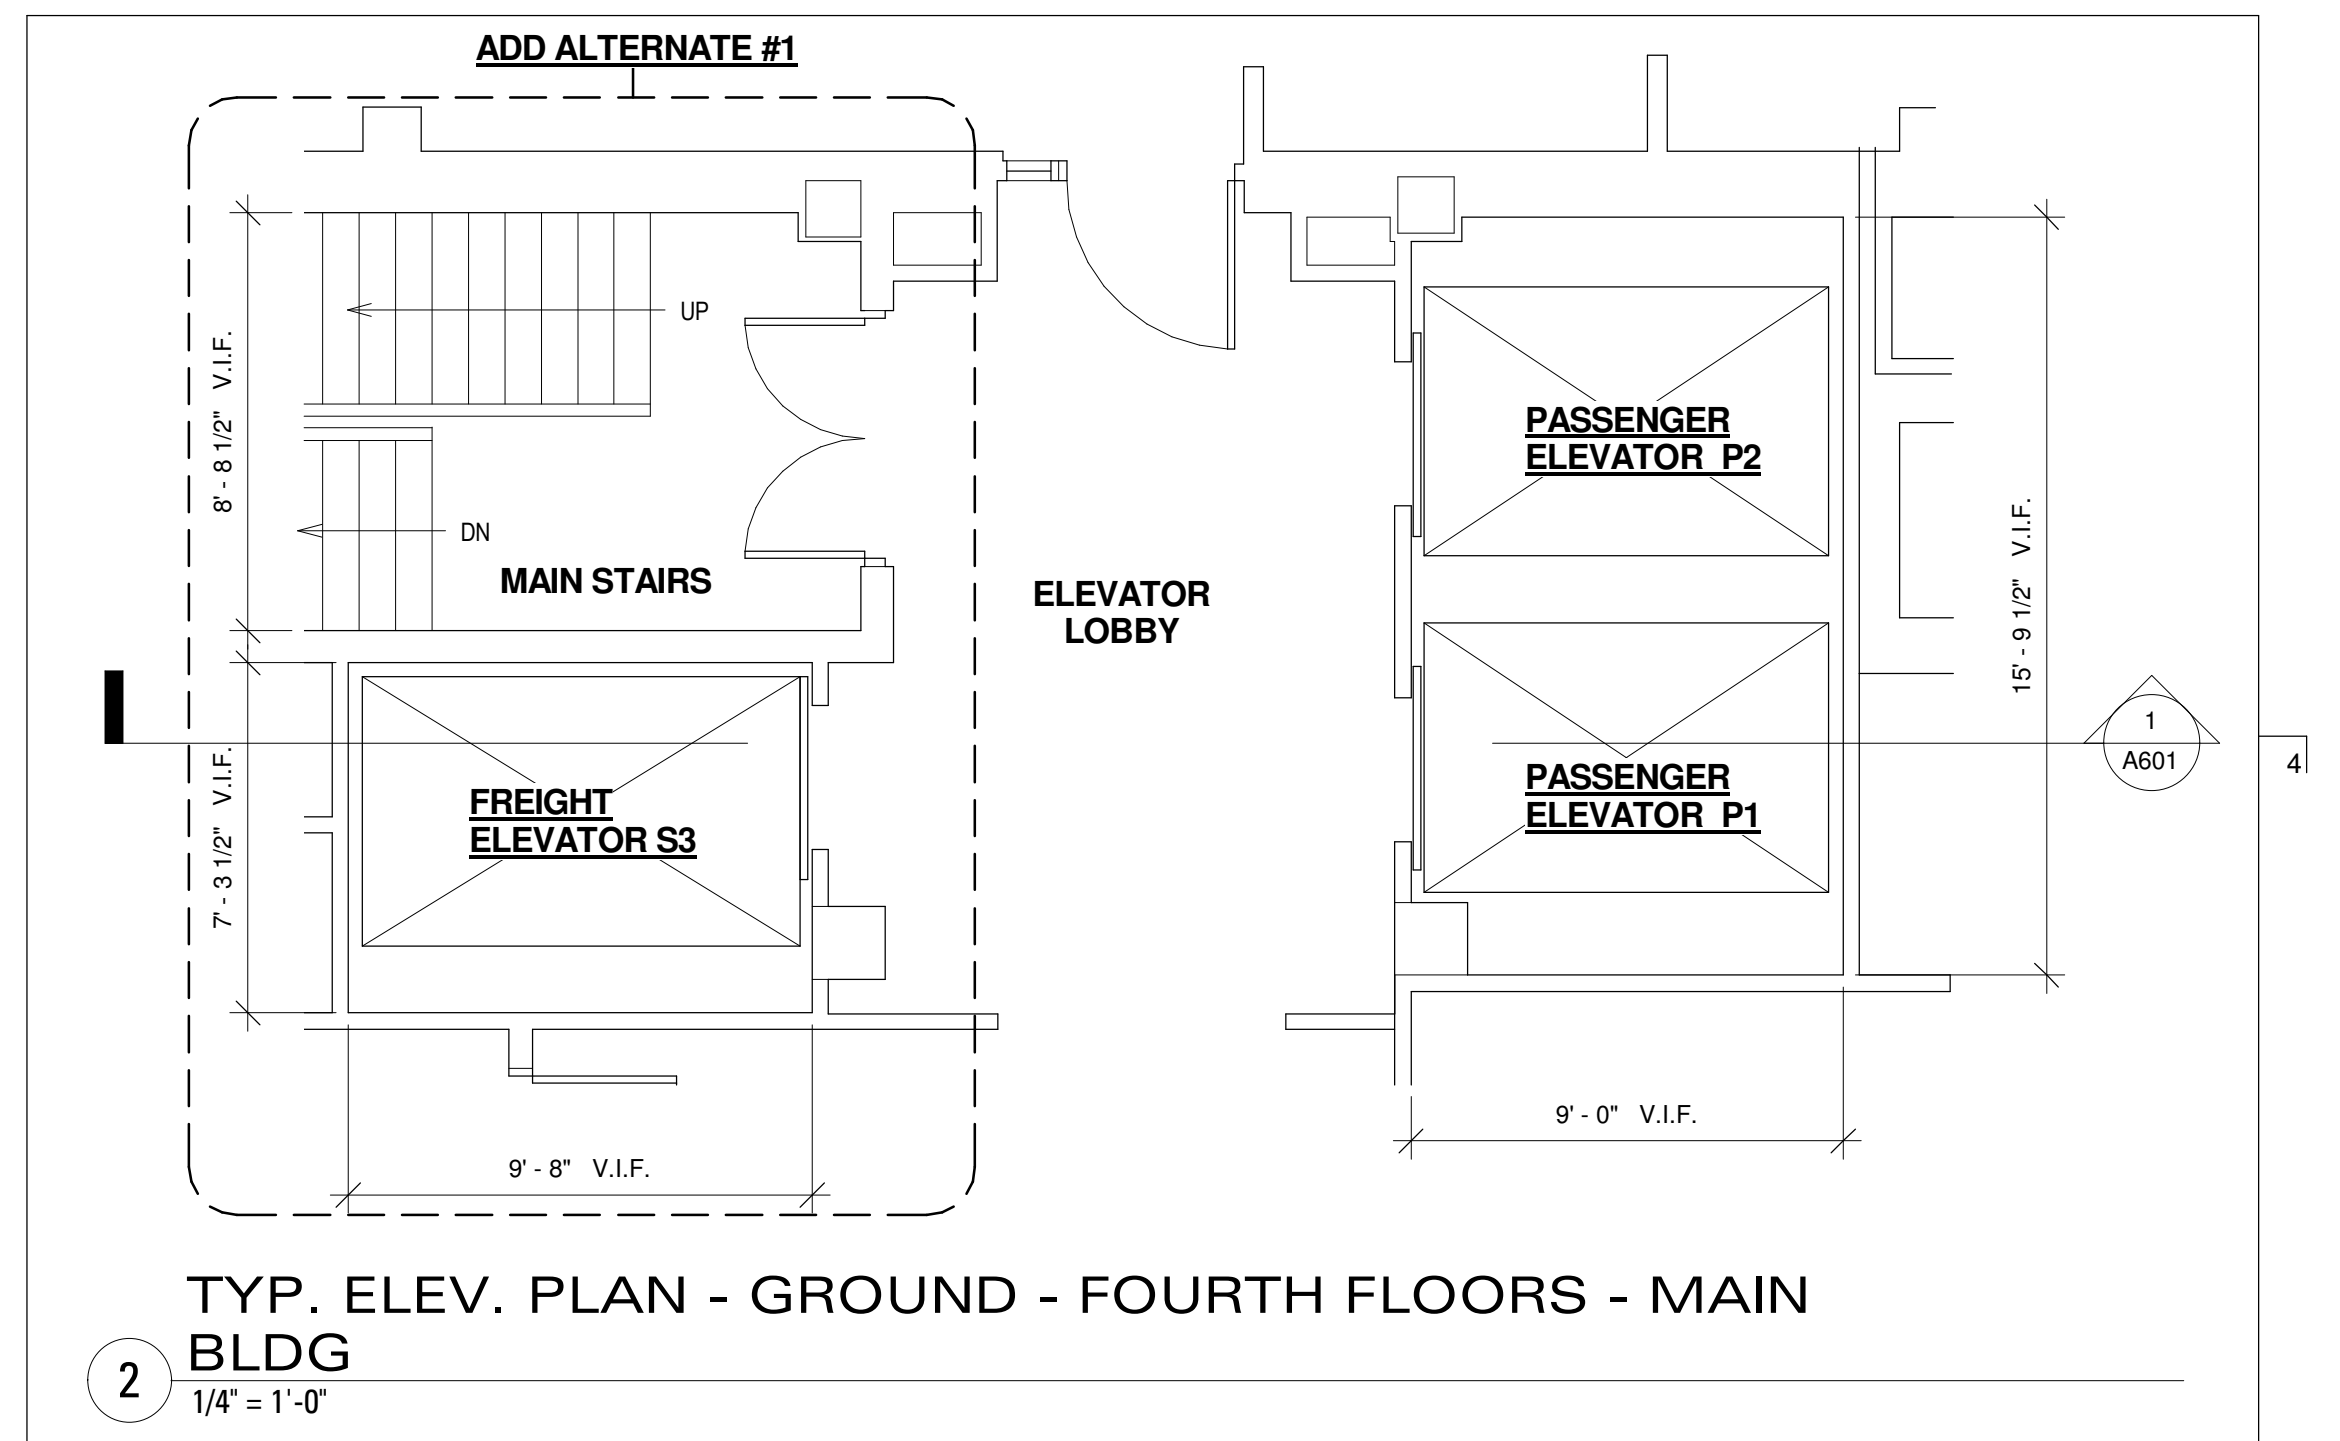 ADD ALTERNATE #1
UP
8' - 8 1/2" V.I.F.
DN
MAIN STAIRS
ELEVATOR
LOBBY
PASSENGER
ELEVATOR P2
15' - 9 1/2" V.I.F.
1
A601
4
7' - 3 1/2" V.I.F.
FREIGHT
ELEVATOR S3
PASSENGER
ELEVATOR P1
9' - 8" V.I.F.
9' - 0" V.I.F.
TYP. ELEV. PLAN - GROUND - FOURTH FLOORS - MAIN
BLDG
2
1/4" = 1'-0"